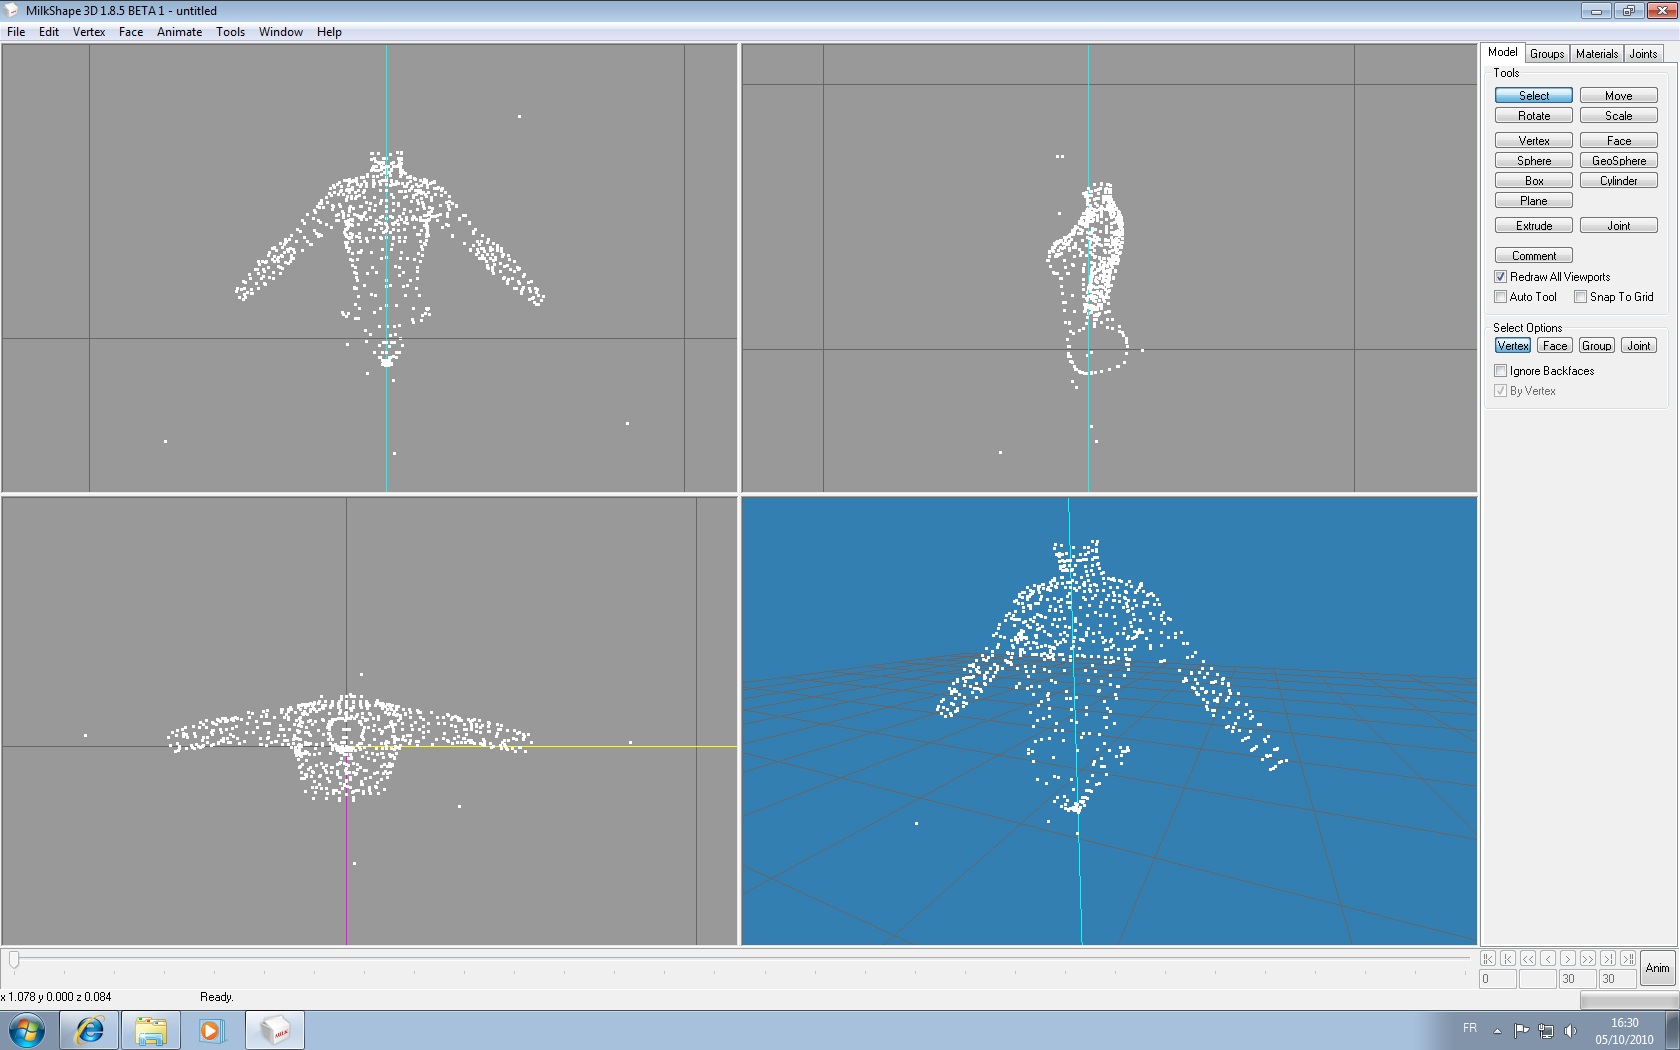 MilkShape 3D 1.8.5 BETA 1 - untitled
File Edit Vertex Face Animate Tools Window Help
Model Groups Materials Joints
Tools
Select Move
Rotate Scale
Vertex Face
Sphere GeoSphere
Box Cylinder
Plane
Extrude Joint
Comment
Redraw All Viewports
Auto Tool Snap To Grid
Select Options
Vertex Face Group Joint
Ignore Backfaces
By Vertex
|< |< << < > >> >| >||
Anim
0 30 30
x 1.078 y 0.000 z 0.084 Ready.
MILK
FR
16:30
05/10/2010